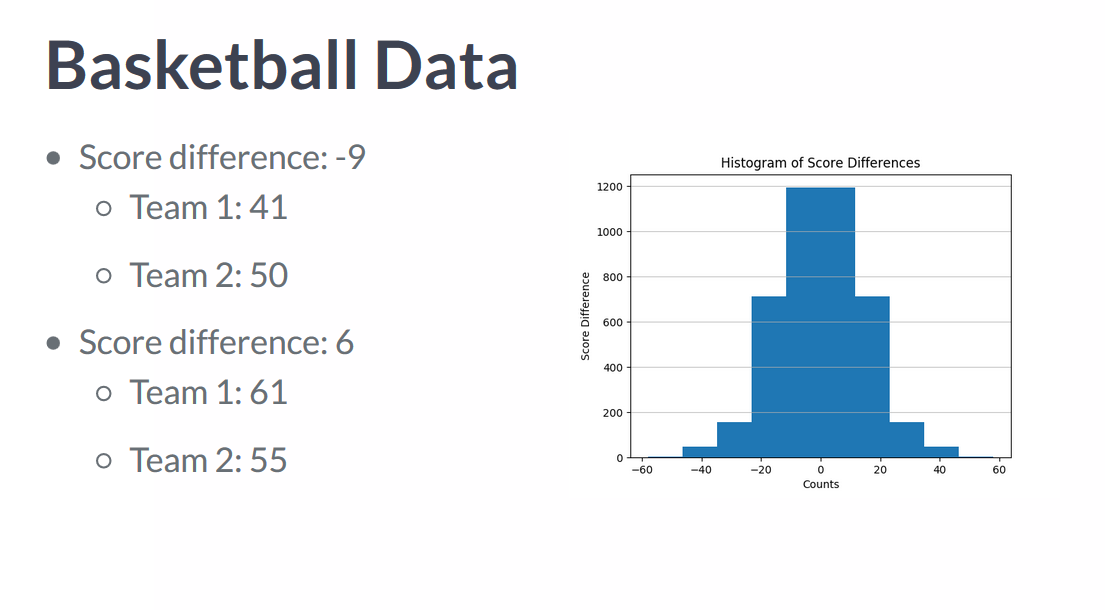 Basketball Data
Score difference: -9
Team 1: 41
Team 2: 50
Score difference: 6
Team 1: 61
Team 2: 55
Histogram of Score Differences
Score Difference
1200
1000
800
600
400
200
0
−60 −40 −20 0 20 40 60
Counts